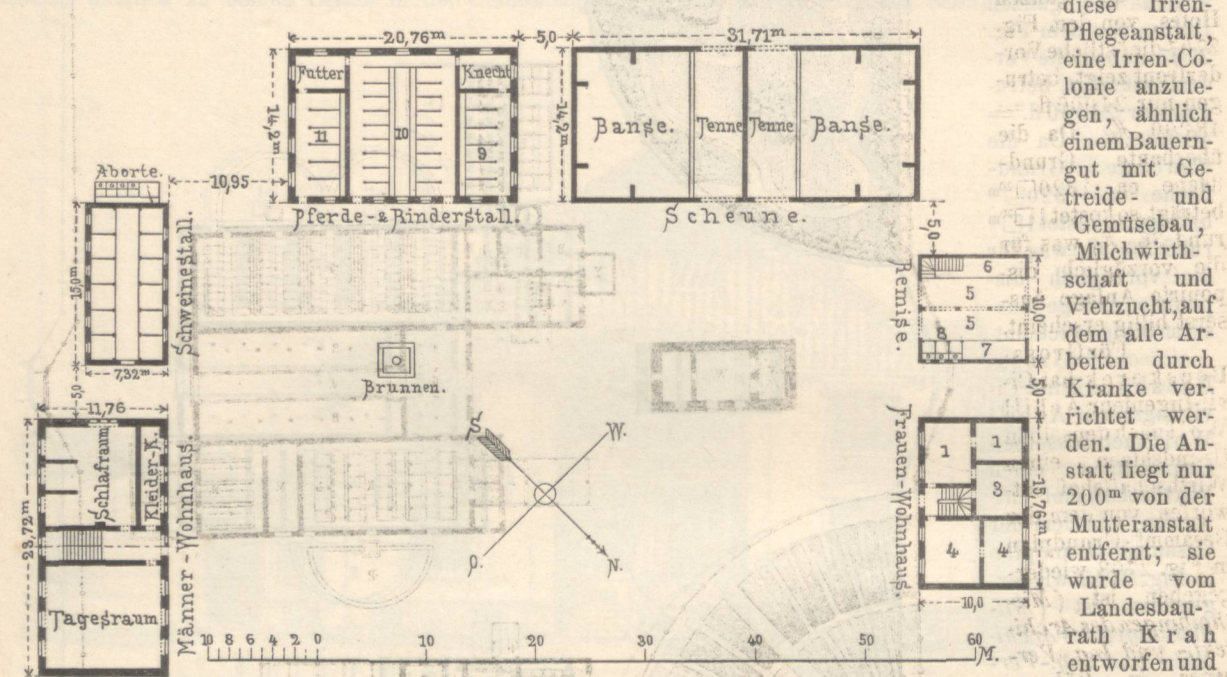 20,76ᵐ
5,0
31,71ᵐ
Futter
Knecht
11
10
9
14,2ᵐ
14,2ᵐ
Banse.
Tenne
Tenne
Banse.
Pferde- & Rinderstall.
Scheune.
Aborte.
10,95
15,0ᵐ
Schweinestall.
7,32ᵐ
5,0
11,76
Brunnen.
5,0
Remise.
6
5
5
8
7
10,0
5,0
Schlafraum
Kleider-K.
23,72ᵐ
Tagesraum
Männer-Wohnhaus.
S.
W.
O.
N.
Frauen-Wohnhaus.
1
1
3
4
4
15,76ᵐ
10,0
10 8 6 4 2 0 10 20 30 40 50 60 M.
diese Irren-
Pflegeanstalt,
eine Irren-Co-
lonie anzule-
gen, ähnlich
einem Bauern-
gut mit Ge-
treide- und
Gemüsebau,
Milchwirth-
schaft und
Viehzucht, auf
dem alle Ar-
beiten durch
Kranke ver-
richtet wer-
den. Die An-
stalt liegt nur
200ᵐ von der
Mutteranstalt
entfernt; sie
wurde vom
Landesbau-
rath Krah
entworfen und